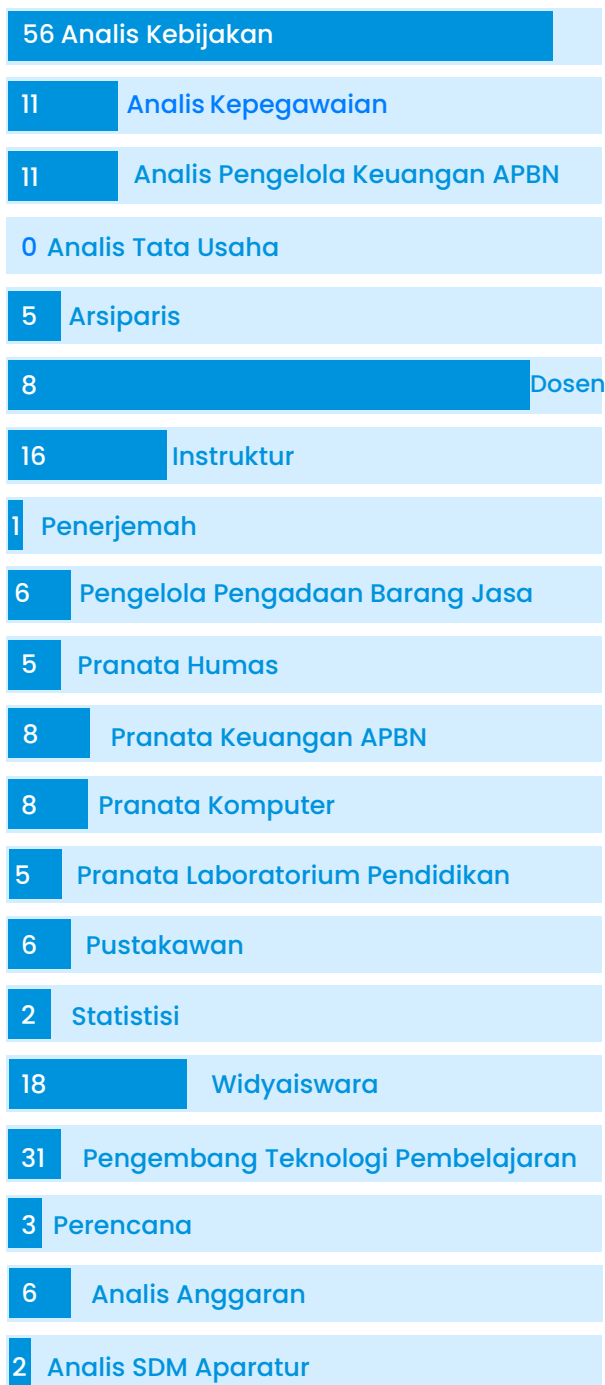 56 Analis Kebijakan
11 Analis Kepegawaian
11 Analis Pengelola Keuangan APBN
0 Analis Tata Usaha
5 Arsiparis
8 Dosen
16 Instruktur
1 Penerjemah
6 Pengelola Pengadaan Barang Jasa
5 Pranata Humas
8 Pranata Keuangan APBN
8 Pranata Komputer
5 Pranata Laboratorium Pendidikan
6 Pustakawan
2 Statistisi
18 Widyaiswara
31 Pengembang Teknologi Pembelajaran
3 Perencana
6 Analis Anggaran
2 Analis SDM Aparatur